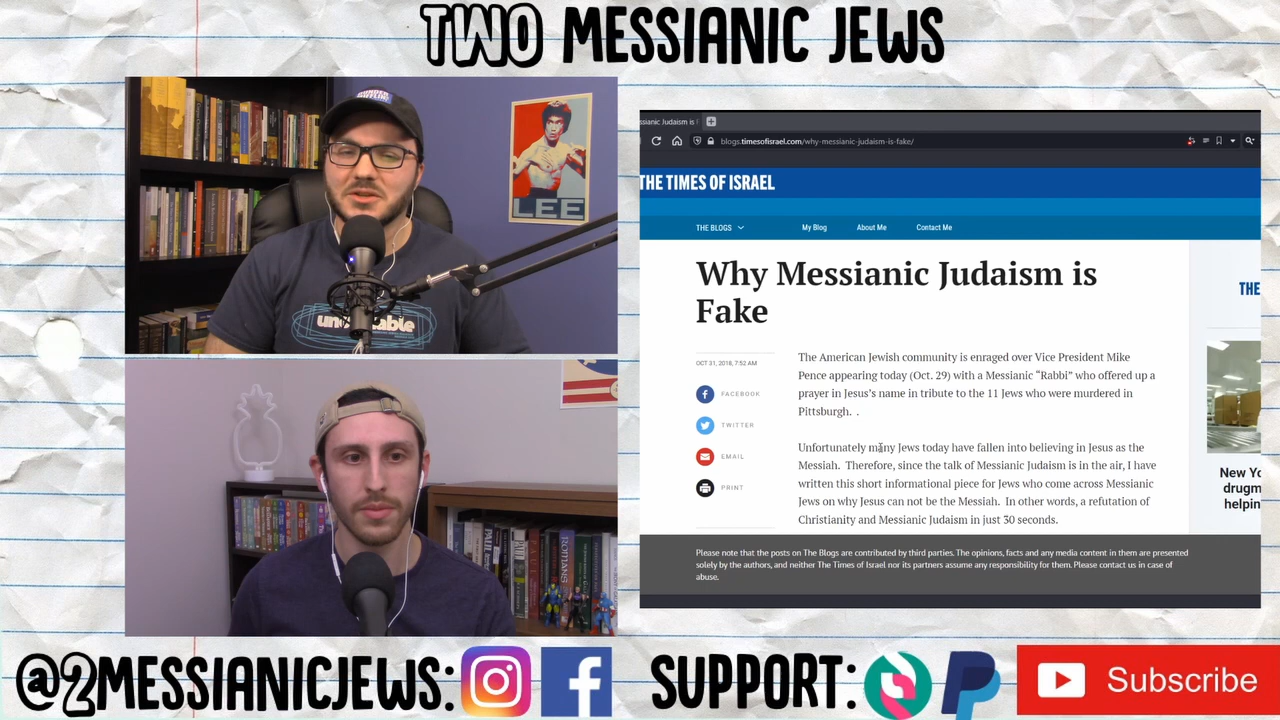 TWO MESSIANIC JEWS
LEE
PAUL
ROMANS
ssianic Judaism is
blogs.timesofisrael.com/why-messianic-judaism-is-fake/
THE TIMES OF ISRAEL
THE BLOGS
My Blog
About Me
Contact Me
Why Messianic Judaism is
Fake
OCT 31, 2018, 7:52 AM
FACEBOOK
TWITTER
EMAIL
PRINT
The American Jewish community is enraged over Vice President Mike
Pence appearing today (Oct. 29) with a Messianic “Rabbi” who offered up a
prayer in Jesus’s name in tribute to the 11 Jews who were murdered in
Pittsburgh. .
Unfortunately many Jews today have fallen into believing in Jesus as the
Messiah. Therefore, since the talk of Messianic Judaism is in the air, I have
written this short informational piece for Jews who come across Messianic
Jews on why Jesus can not be the Messiah. In other words, a refutation of
Christianity and Messianic Judaism in just 30 seconds.
THE
New Yo
drugm
helpin
Please note that the posts on The Blogs are contributed by third parties. The opinions, facts and any media content in them are presented
solely by the authors, and neither The Times of Israel nor its partners assume any responsibility for them. Please contact us in case of
abuse.
@2MESSIANICJEWS:
SUPPORT:
Subscribe